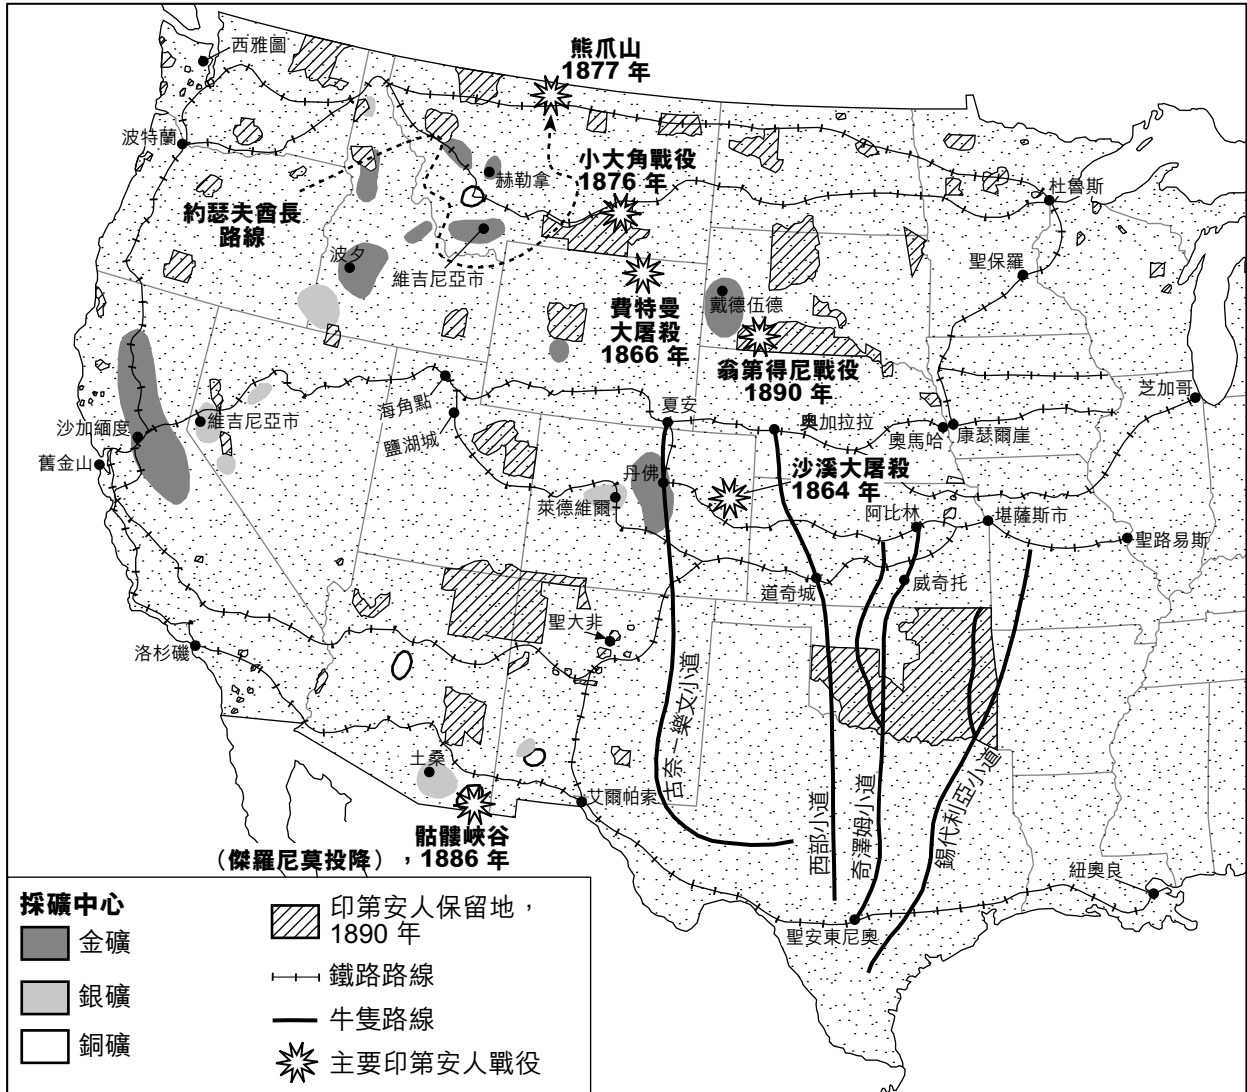 熊爪山
1877 年
西雅圖
波特蘭
小大角戰役
1876 年
赫勒拿
杜魯斯
約瑟夫酋長
路線
波夕
維吉尼亞市
聖保羅
戴德伍德
費特曼
大屠殺
1866 年
翁第得尼戰役
1890 年
芝加哥
海角點
夏安
奧加拉拉
奧馬哈
康瑟爾崖
沙加緬度
維吉尼亞市
鹽湖城
舊金山
丹佛
沙溪大屠殺
1864 年
萊德維爾
阿比林
堪薩斯市
聖路易斯
道奇城
威奇托
聖大非
洛杉磯
古奈－樂文小道
西部小道
奇澤姆小道
錫代利亞小道
土桑
艾爾帕索
骷髏峽谷
（傑羅尼莫投降），1886 年
紐奧良
聖安東尼奧
採礦中心
金礦
銀礦
銅礦
印第安人保留地，
1890 年
鐵路路線
牛隻路線
主要印第安人戰役